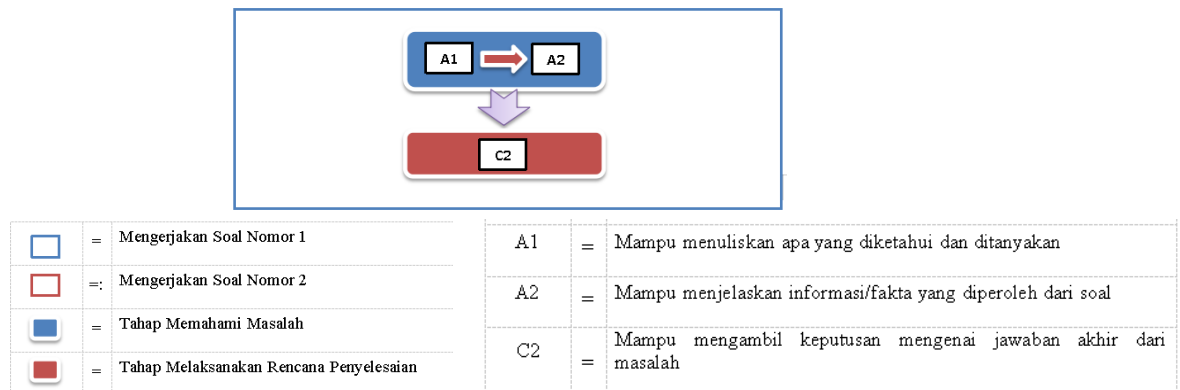 A1
A2
C2
= Mengerjakan Soal Nomor 1
=: Mengerjakan Soal Nomor 2
= Tahap Memahami Masalah
= Tahap Melaksanakan Rencana Penyelesaian
A1 = Mampu menuliskan apa yang diketahui dan ditanyakan
A2 = Mampu menjelaskan informasi/fakta yang diperoleh dari soal
C2 = Mampu mengambil keputusan mengenai jawaban akhir dari
masalah